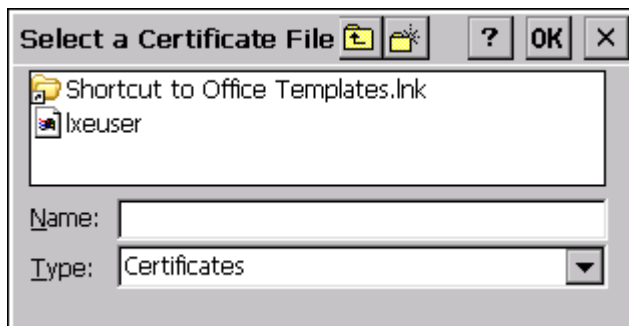 Select a Certificate File ? OK ×
Shortcut to Office Templates.lnk
lxeuser
Name:
Type: Certificates